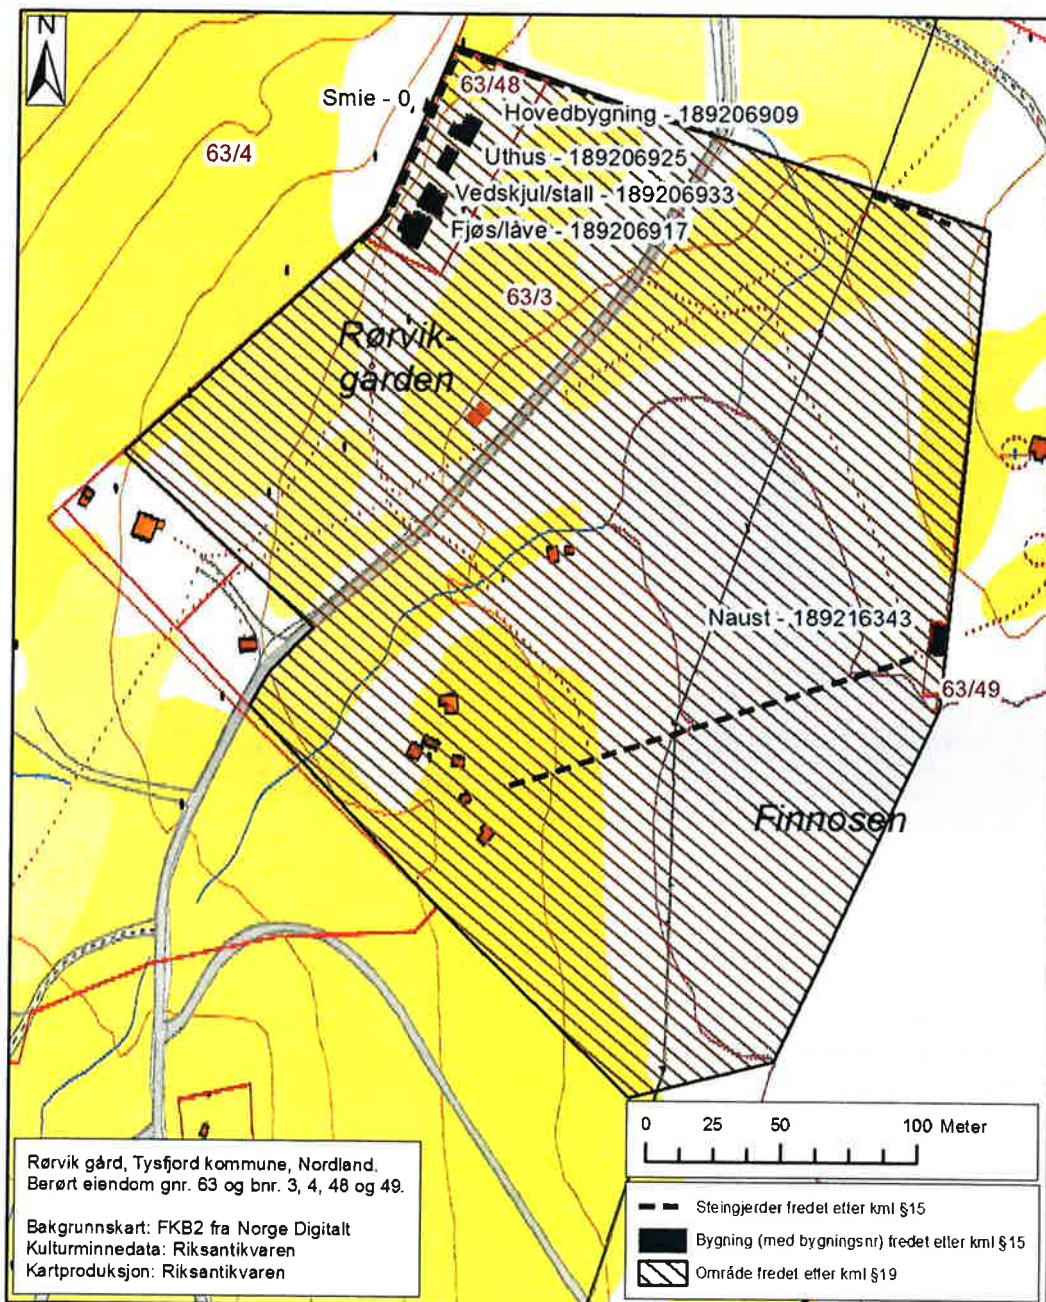 N
63/48
Smie - 0
Hovedbygning - 189206909
63/4
Uthus - 189206925
Vedskjul/stall - 189206933
Fjøs/låve - 189206917
63/3
Rørvik-
garden
Naust - 189216343
63/49
Finnosen
0 25 50 100 Meter
Rørvik gård, Tysfjord kommune, Nordland.
Berørt eiendom gnr. 63 og bnr. 3, 4, 48 og 49.
Bakgrunnskart: FKB2 fra Norge Digitalt
Kulturminnedata: Riksantikvaren
Kartproduksjon: Riksantikvaren
Steingjerder fredet etter kml §15
Bygning (med bygningsnr) fredet etter kml §15
Område fredet etter kml §19